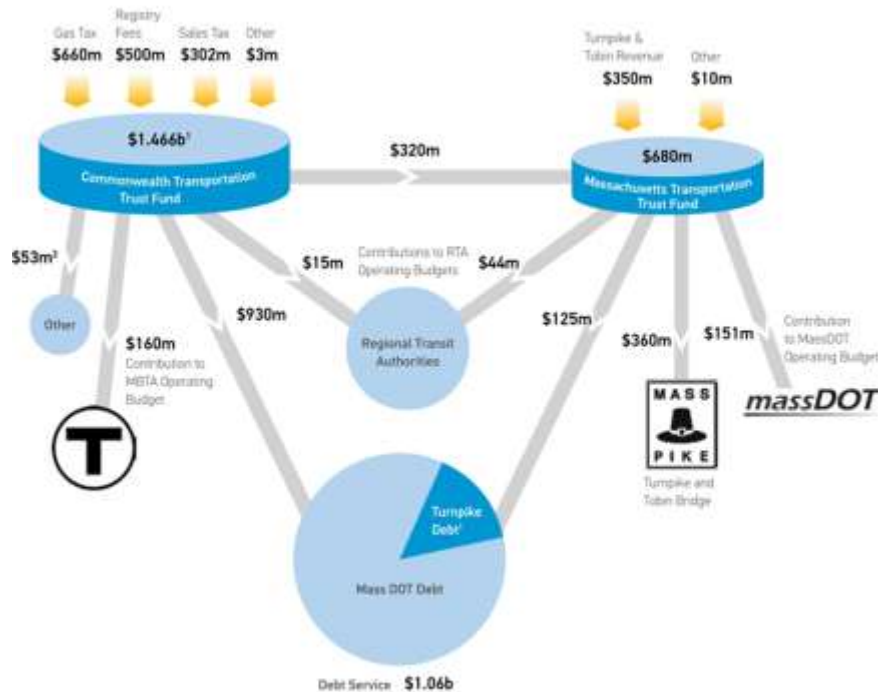 Gas Tax
$660m
Registry
Fees
$500m
Sales Tax
$302m
Other
$3m
Turnpike &
Tobin Revenue
$350m
Other
$10m
$1.466b¹
Commonwealth Transportation
Trust Fund
$320m
$680m
Massachusetts Transportation
Trust Fund
$53m²
Other
$160m
Contribution to
MBTA Operating
Budget
T
$930m
$15m
Contributions to RTA
Operating Budgets
$44m
Regional Transit
Authorities
$125m
$360m
$151m
Contribution
to MassDOT
Operating Budget
MASS
PIKE
Turnpike and
Tobin Bridge
massDOT
Turnpike
Debt
Mass DOT Debt
Debt Service $1.06b